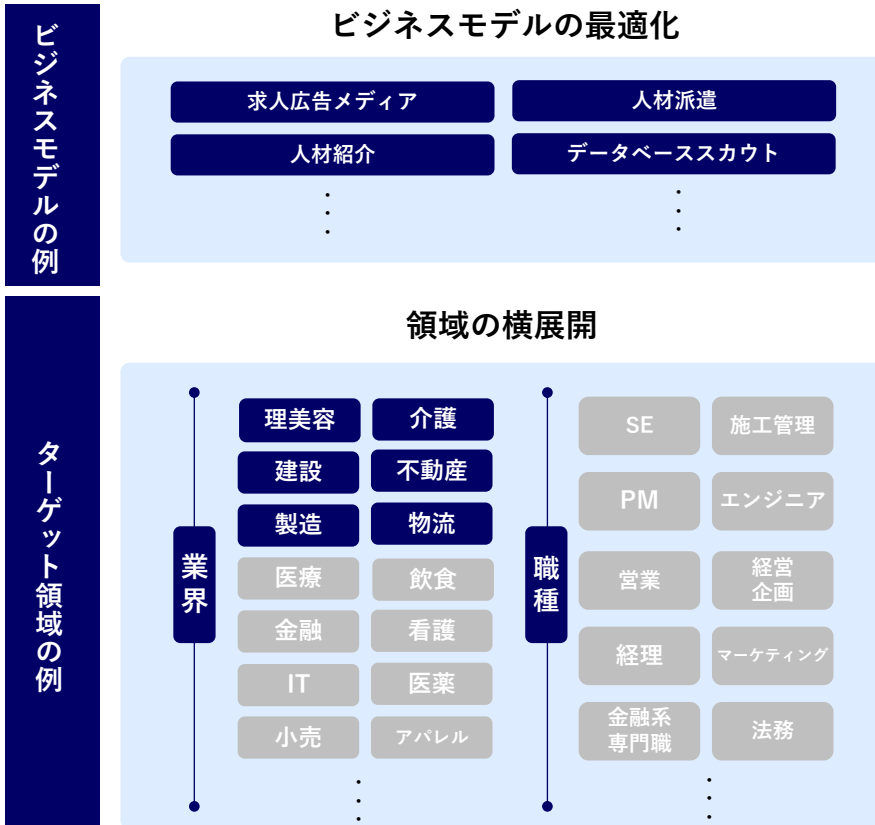 ビジネスモデルの例
ビジネスモデルの最適化
求人広告メディア
人材派遣
人材紹介
データベーススカウト
ターゲット領域の例
領域の横展開
業界
理美容
介護
建設
不動産
製造
物流
医療
飲食
金融
看護
IT
医薬
小売
アパレル
職種
SE
施工管理
PM
エンジニア
営業
経営
企画
経理
マーケティング
金融系
専門職
法務